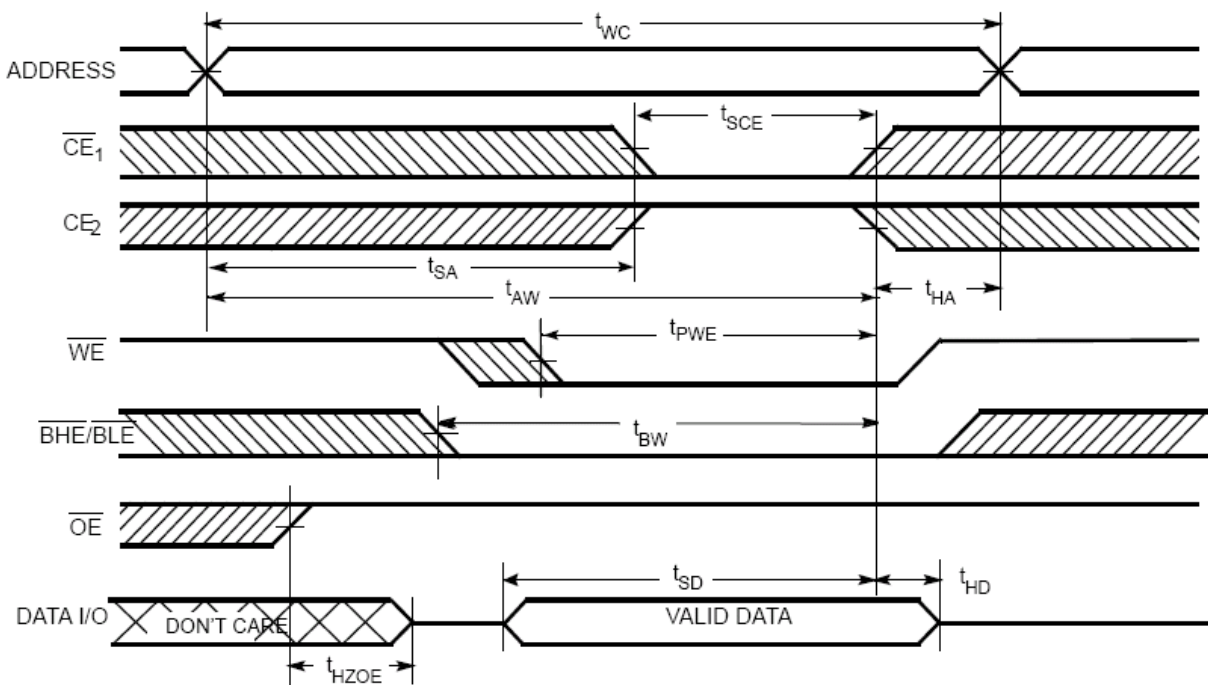 tWC
ADDRESS
tSCE
CE1
CE2
tSA
tAW
tHA
tPWE
WE
BHE/BLE
tBW
OE
tSD
tHD
DATA I/O
DON'T CARE
VALID DATA
tHZOE